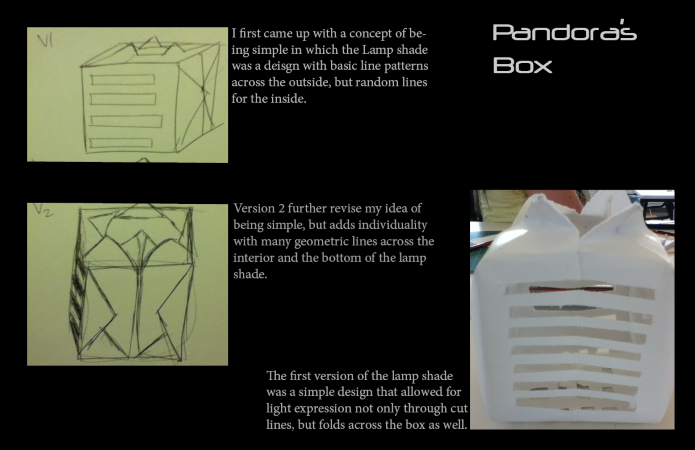 V1
I first came up with a concept of be-
ing simple in which the Lamp shade
was a deisgn with basic line patterns
across the outside, but random lines
for the inside.
Pandora's
Box
V2
Version 2 further revise my idea of
being simple, but adds individuality
with many geometric lines across the
interior and the bottom of the lamp
shade.
The first version of the lamp shade
was a simple design that allowed for
light expression not only through cut
lines, but folds across the box as well.